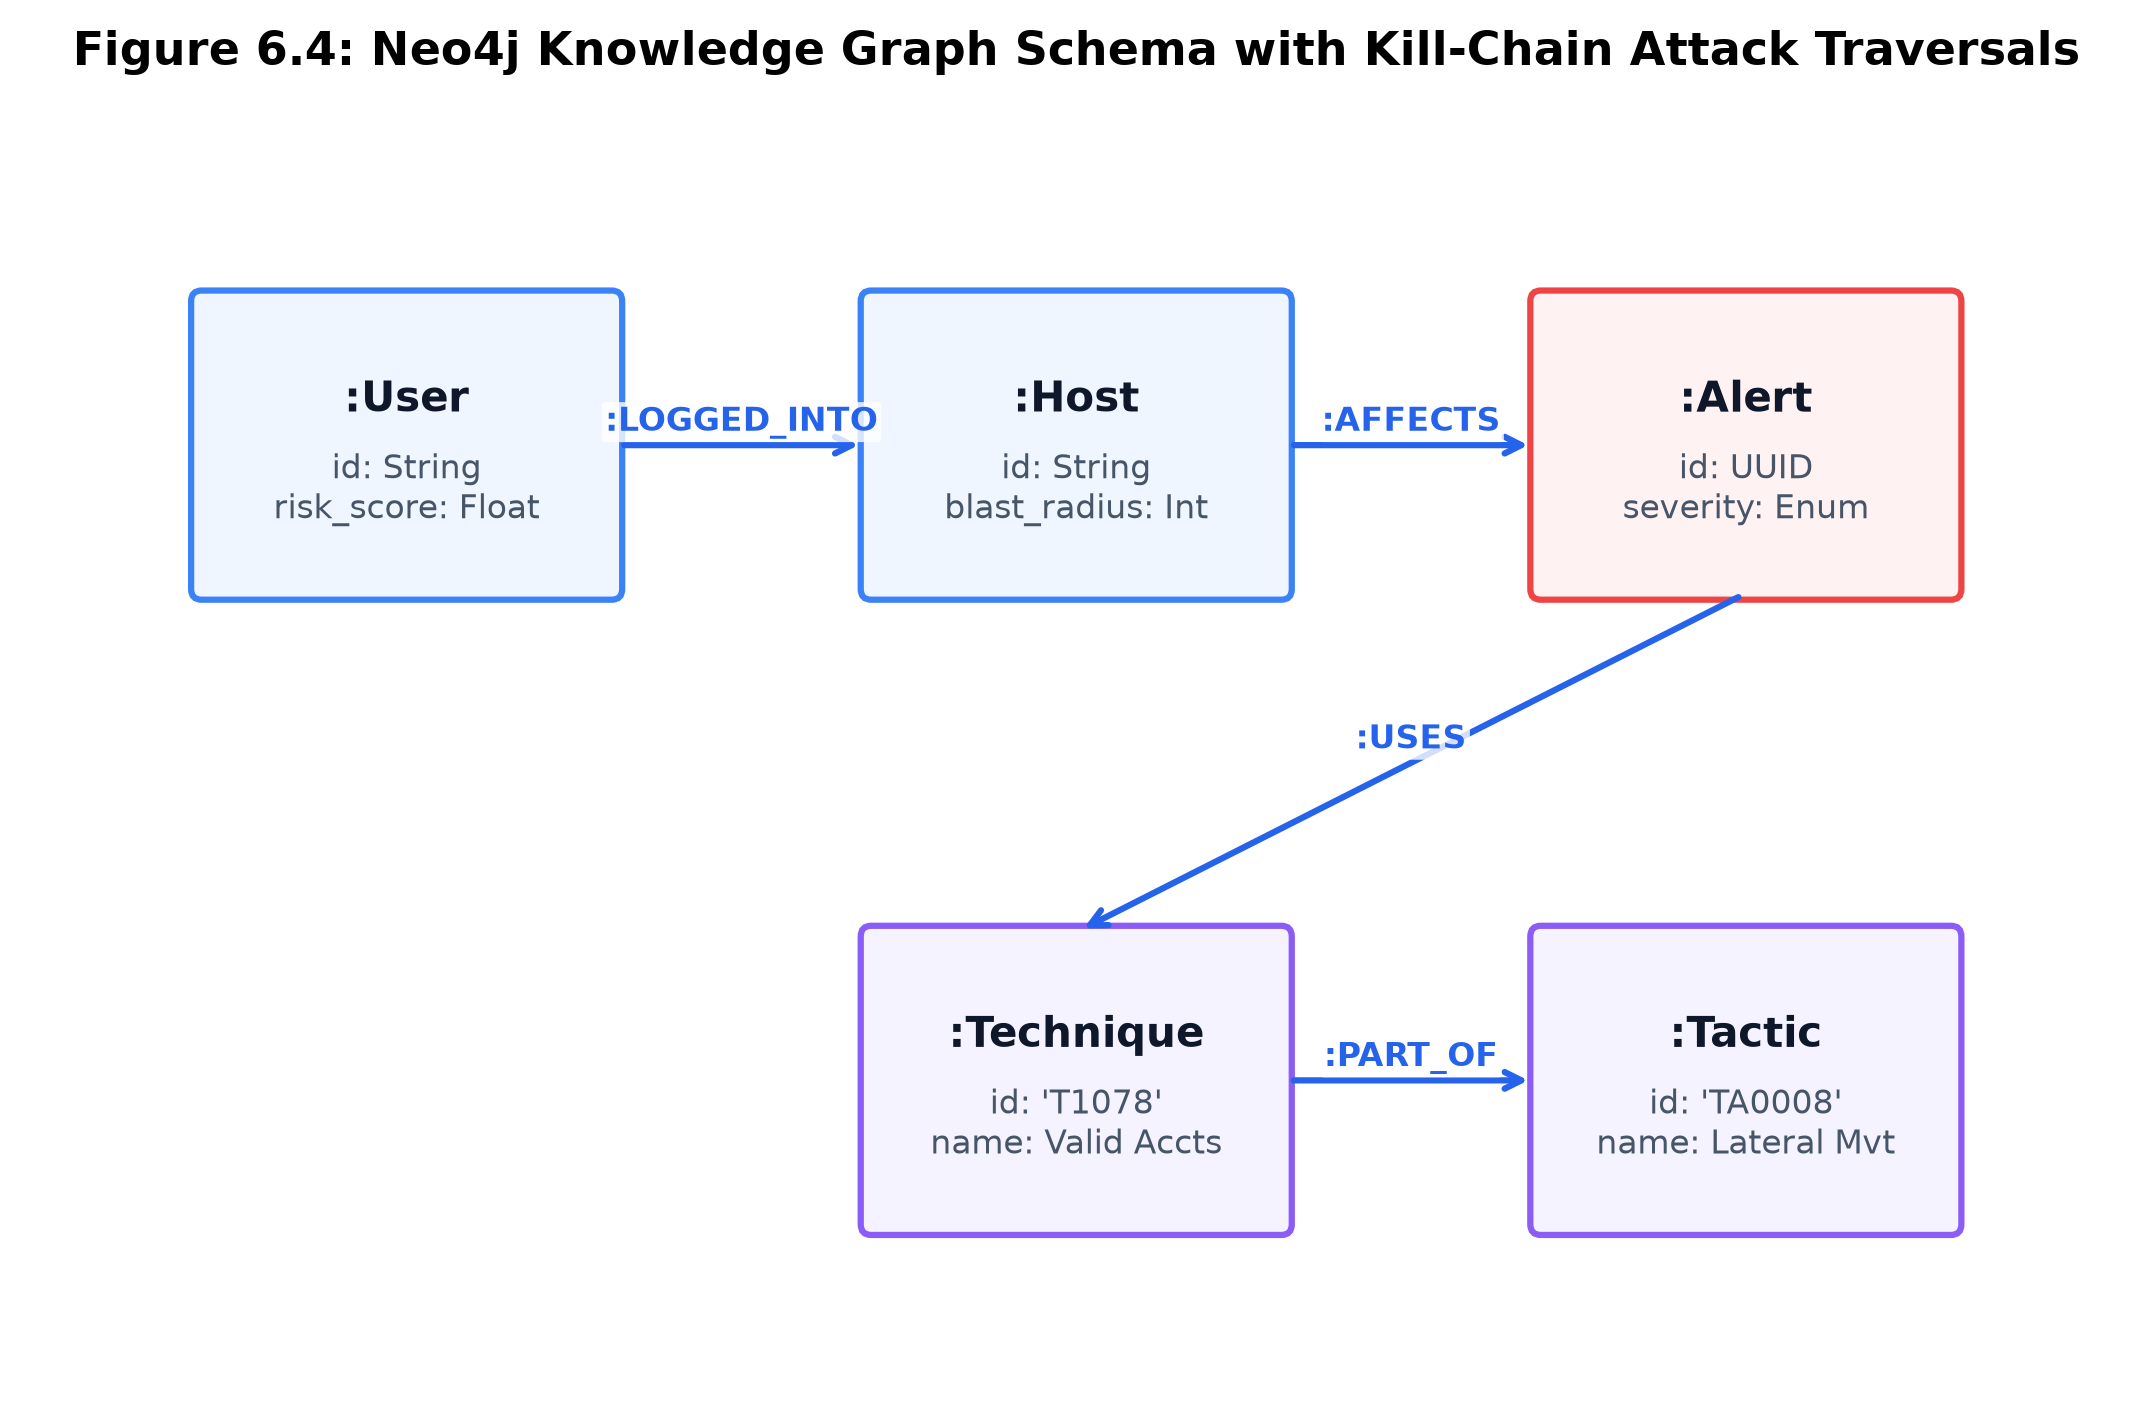 Figure 6.4: Neo4j Knowledge Graph Schema with Kill-Chain Attack Traversals
:User
id: String
risk_score: Float
:LOGGED_INTO
:Host
id: String
blast_radius: Int
:AFFECTS
:Alert
id: UUID
severity: Enum
:USES
:Technique
id: 'T1078'
name: Valid Accts
:PART_OF
:Tactic
id: 'TA0008'
name: Lateral Mvt